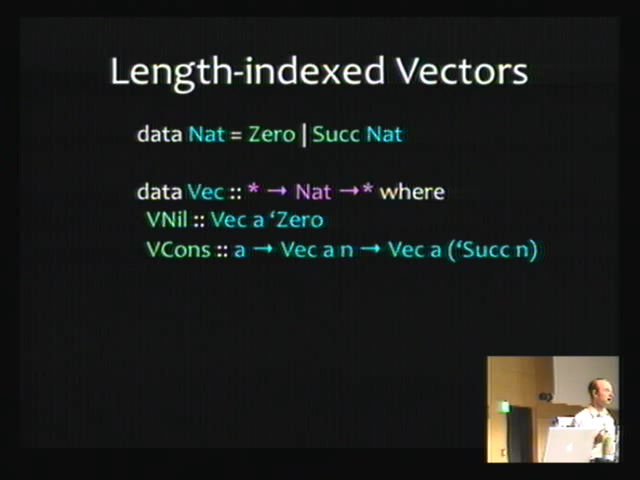 Length-indexed Vectors
data Nat = Zero | Succ Nat
data Vec :: * → Nat → * where
VNil :: Vec a ‘Zero
VCons :: a → Vec a n → Vec a (‘Succ n)